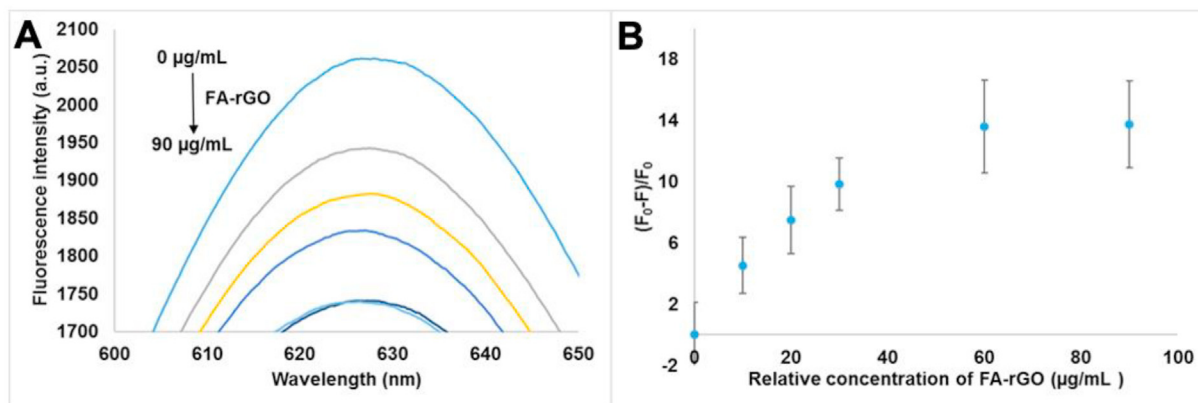 A
Fluorescence intensity (a.u.)
2100
2050
2000
1950
1900
1850
1800
1750
1700
0 µg/mL
FA-rGO
90 µg/mL
600 610 620 630 640 650
Wavelength (nm)
B
(F₀-F)/F₀
18
14
10
6
2
-2
0 20 40 60 80 100
Relative concentration of FA-rGO (µg/mL )